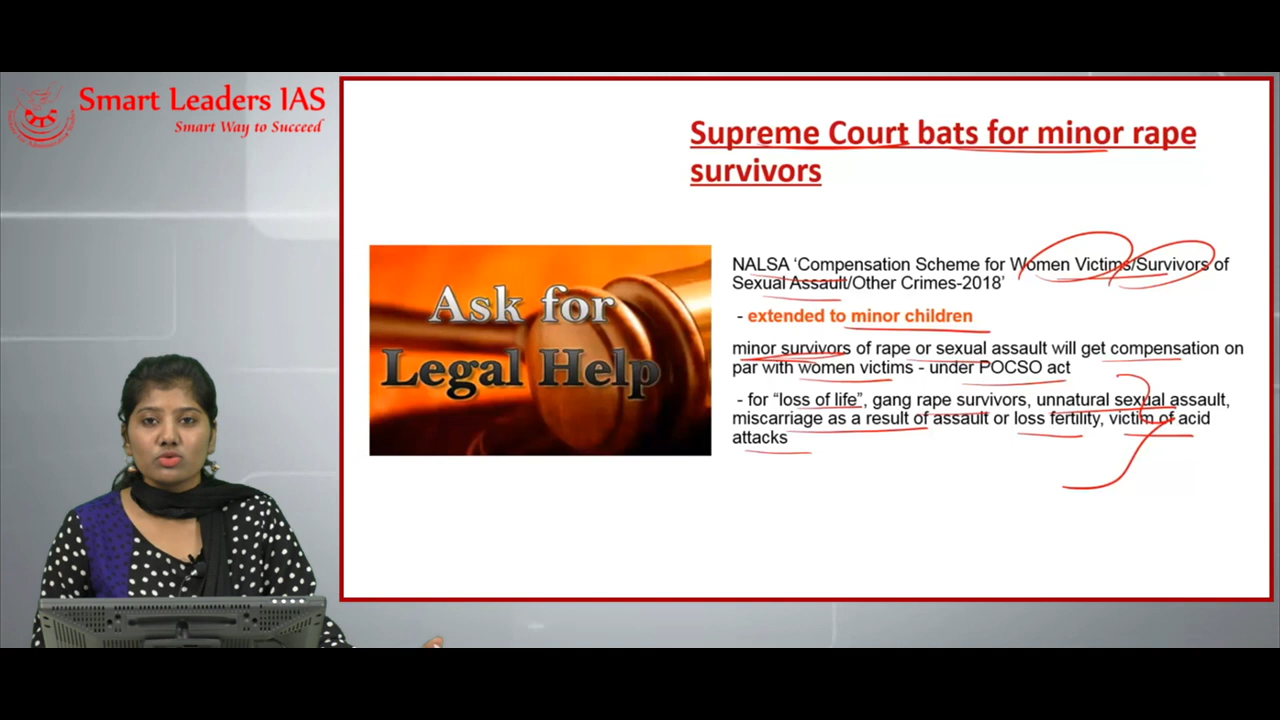 Smart Leaders IAS
Smart Way to Succeed
Supreme Court bats for minor rape
survivors
Ask for
Legal Help
NALSA ‘Compensation Scheme for Women Victims/Survivors of
Sexual Assault/Other Crimes-2018’
- extended to minor children
minor survivors of rape or sexual assault will get compensation on
par with women victims - under POCSO act
- for “loss of life”, gang rape survivors, unnatural sexual assault,
miscarriage as a result of assault or loss fertility, victim of acid
attacks